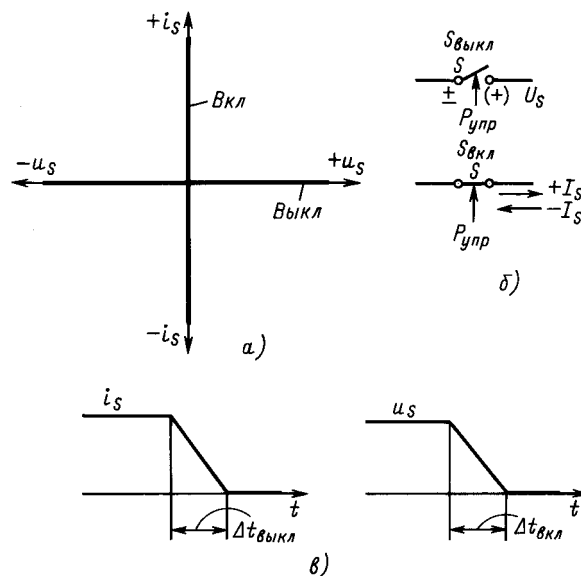 +i_S
Вкл
-u_S
+u_S
Выкл
-i_S
а)
S_выкл
S
± (+) U_S
P_упр
S_вкл
S
+I_S
-I_S
P_упр
б)
i_S
t
Δt_выкл
u_S
t
Δt_вкл
в)